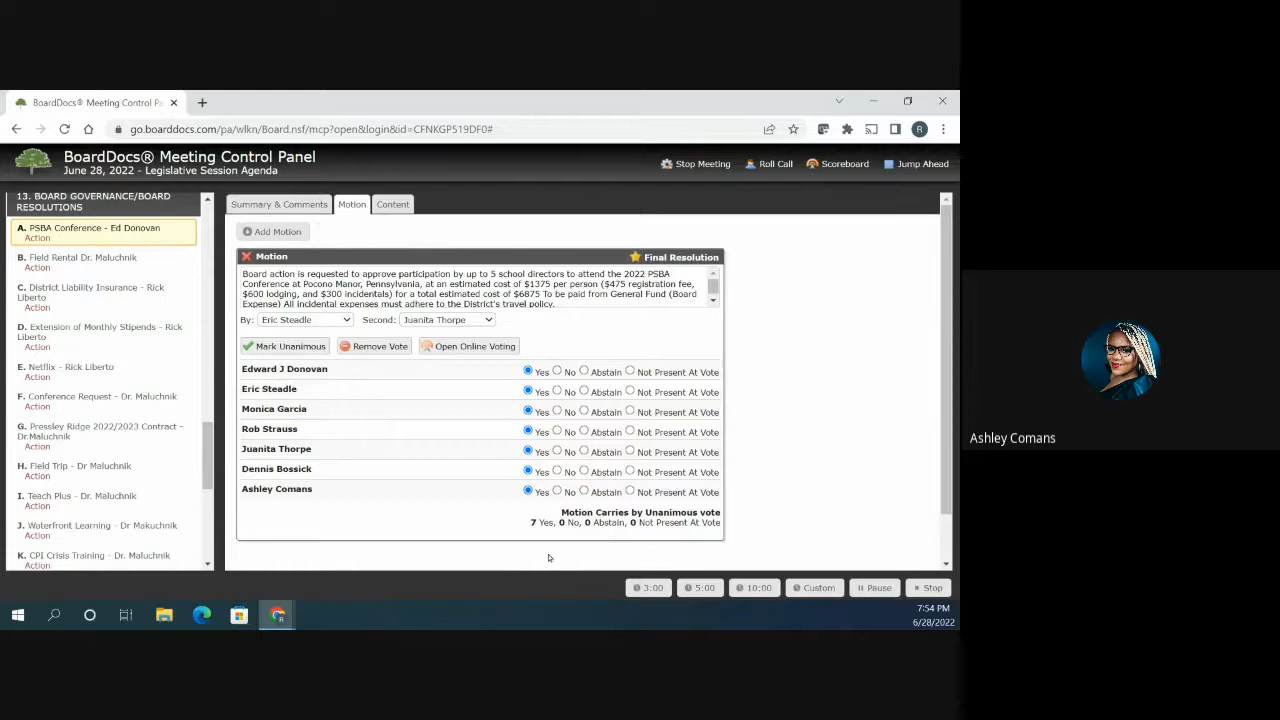 BoardDocs® Meeting Control Pa
go.boarddocs.com/pa/wlkn/Board.nsf/mcp?open&login&id=CFNKGP519DF0#
R
BoardDocs® Meeting Control Panel
June 28, 2022 - Legislative Session Agenda
Stop Meeting
Roll Call
Scoreboard
Jump Ahead
13. BOARD GOVERNANCE/BOARD
RESOLUTIONS
A. PSBA Conference - Ed Donovan
Action
B. Field Rental Dr. Maluchnik
Action
C. District Liability Insurance - Rick
Liberto
Action
D. Extension of Monthly Stipends - Rick
Liberto
Action
E. Netflix - Rick Liberto
Action
F. Conference Request - Dr. Maluchnik
Action
G. Pressley Ridge 2022/2023 Contract -
Dr.Maluchnik
Action
H. Field Trip - Dr Maluchnik
Action
I. Teach Plus - Dr. Maluchnik
Action
J. Waterfront Learning - Dr Makuchnik
Action
K. CPI Crisis Training - Dr. Maluchnik
Action
Summary & Comments
Motion
Content
Add Motion
Motion
Final Resolution
Board action is requested to approve participation by up to 5 school directors to attend the 2022 PSBA
Conference at Pocono Manor, Pennsylvania, at an estimated cost of $1375 per person ($475 registration fee,
$600 lodging, and $300 incidentals) for a total estimated cost of $6875 To be paid from General Fund (Board
Expense) All incidental expenses must adhere to the District's travel policy.
By: Eric Steadle Second: Juanita Thorpe
Mark Unanimous Remove Vote Open Online Voting
Edward J Donovan Yes No Abstain Not Present At Vote
Eric Steadle Yes No Abstain Not Present At Vote
Monica Garcia Yes No Abstain Not Present At Vote
Rob Strauss Yes No Abstain Not Present At Vote
Juanita Thorpe Yes No Abstain Not Present At Vote
Dennis Bossick Yes No Abstain Not Present At Vote
Ashley Comans Yes No Abstain Not Present At Vote
Motion Carries by Unanimous vote
7 Yes, 0 No, 0 Abstain, 0 Not Present At Vote
3:00 5:00 10:00 Custom Pause Stop
7:54 PM
6/28/2022
Ashley Comans